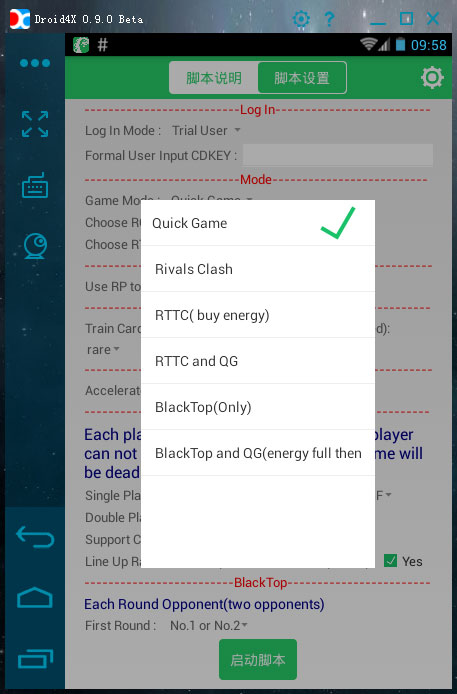 Droid4X 0.9.0 Beta
?
#
09:58
脚本说明
脚本设置
Log In
Log In Mode : Trial User
Formal User Input CDKEY :
Mode
Game Mode : Quick Game
Choose
Choose
Quick Game
Rivals Clash
RTTC( buy energy)
RTTC and QG
BlackTop(Only)
BlackTop and QG(energy full then
Use RP to
Train Card
ed):
rare
Accelerat
Each pla
player
can not
me will
be dead
Single Pla
F
Double Pla
Support C
Line Up Ra
Yes
BlackTop
Each Round Opponent(two opponents)
First Round : No.1 or No.2
启动脚本